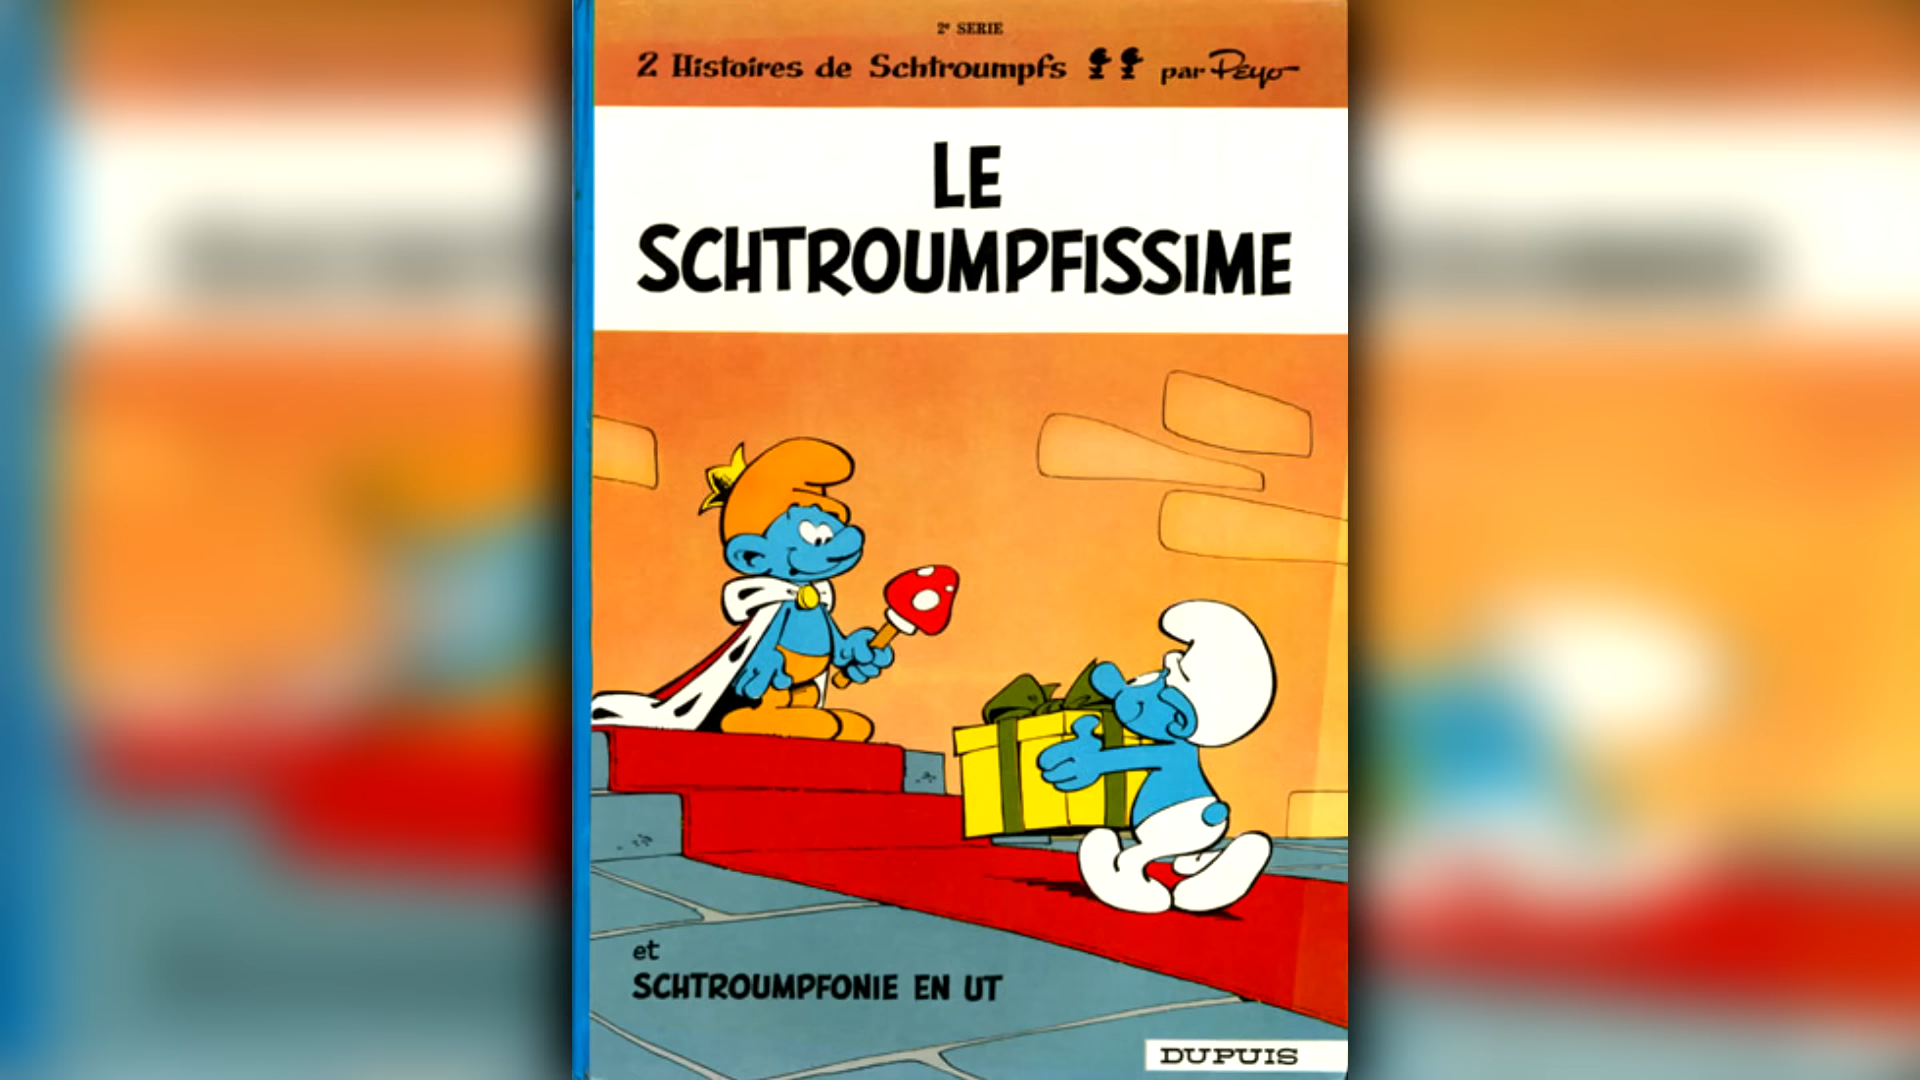 2e SERIE
2 Histoires de Schtroumpfs par Peyo
LE
SCHTROUMPFISSIME
et
SCHTROUMPFONIE EN UT
DUPUIS